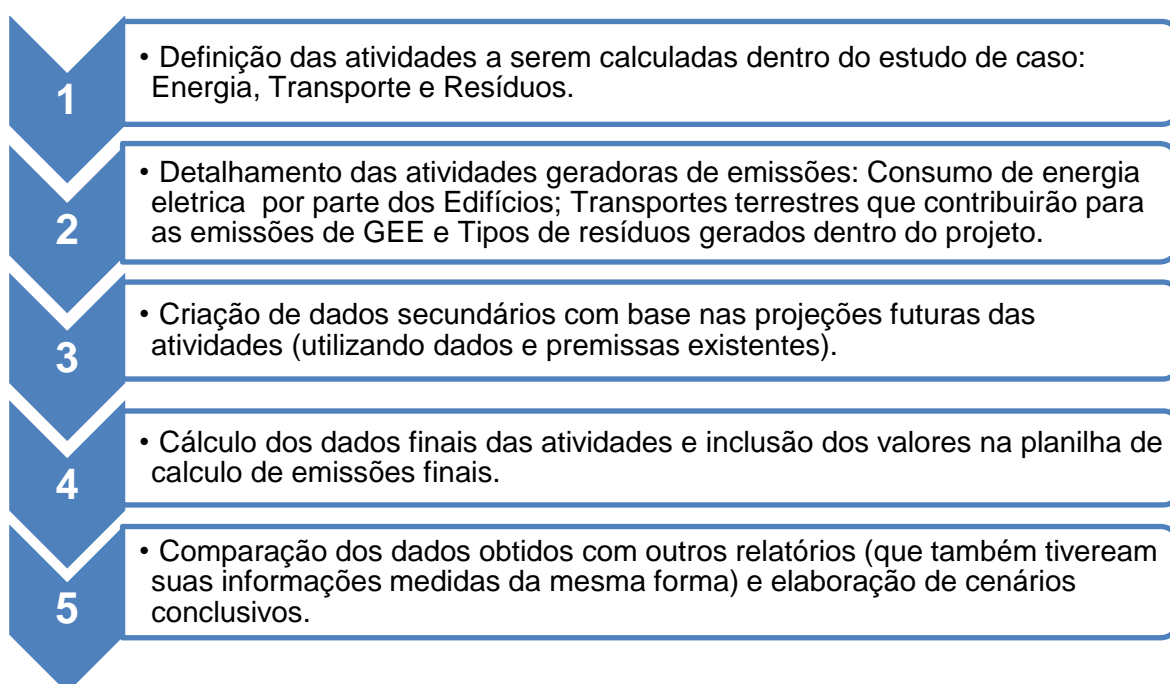 1
• Definição das atividades a serem calculadas dentro do estudo de caso:
Energia, Transporte e Resíduos.
2
• Detalhamento das atividades geradoras de emissões: Consumo de energia
eletrica por parte dos Edifícios; Transportes terrestres que contribuirão para
as emissões de GEE e Tipos de resíduos gerados dentro do projeto.
3
• Criação de dados secundários com base nas projeções futuras das
atividades (utilizando dados e premissas existentes).
4
• Cálculo dos dados finais das atividades e inclusão dos valores na planilha de
calculo de emissões finais.
5
• Comparação dos dados obtidos com outros relatórios (que também tiveream
suas informações medidas da mesma forma) e elaboração de cenários
conclusivos.